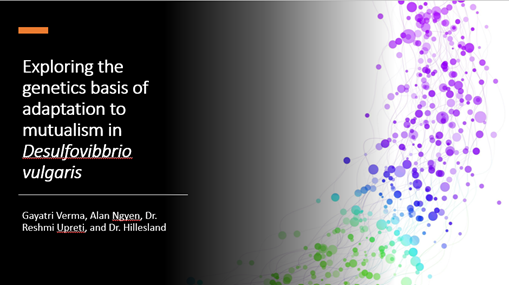 Exploring the
genetics basis of
adaptation to
mutualism in
Desulfovibbrio
vulgaris
Gayatri Verma, Alan Ngyen, Dr.
Reshmi Upreti, and Dr. Hillesland